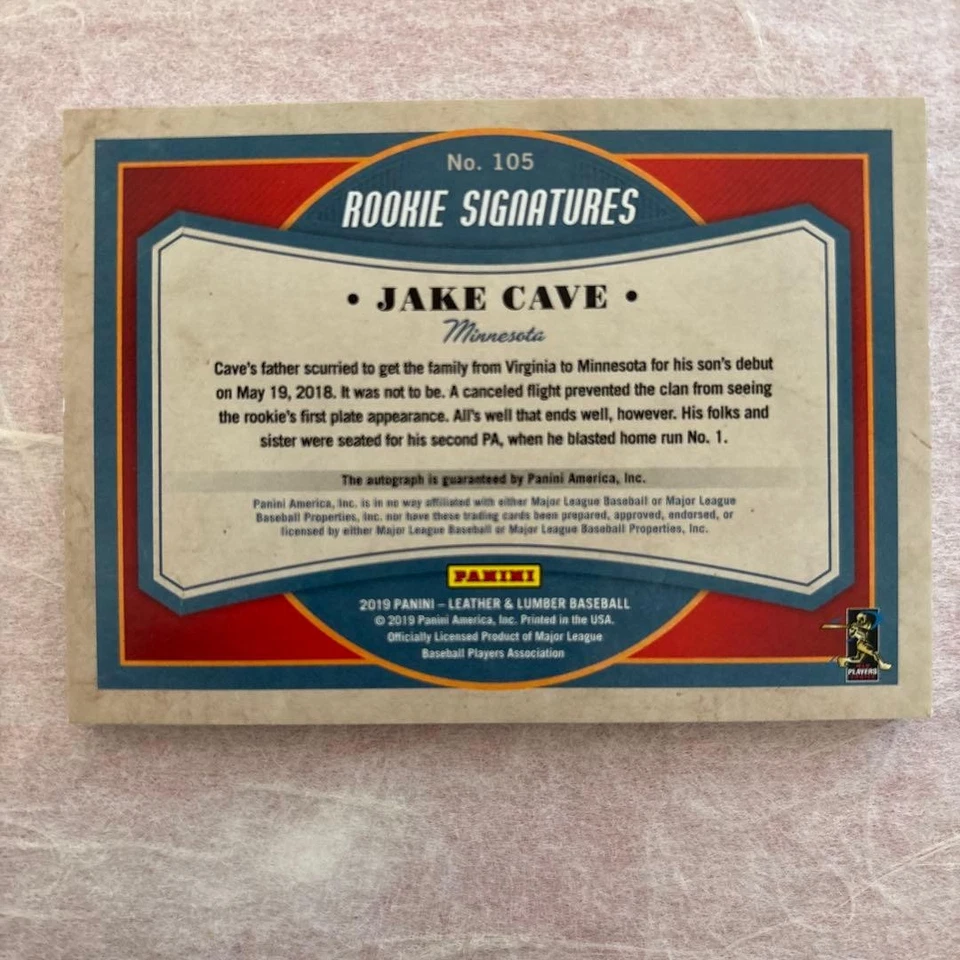 No. 105
ROOKIE SIGNATURES
• JAKE CAVE •
Minnesota
Cave's father scurried to get the family from Virginia to Minnesota for his son's debut
on May 19, 2018. It was not to be. A canceled flight prevented the clan from seeing
the rookie's first plate appearance. All's well that ends well, however. His folks and
sister were seated for his second PA, when he blasted home run No. 1.
The autograph is guaranteed by Panini America, Inc.
Panini America, Inc. is in no way affiliated with either Major League Baseball or Major League
Baseball Properties, Inc. nor have these trading cards been prepared, approved, endorsed, or
licensed by either Major League Baseball or Major League Baseball Properties, Inc.
PANINI
2019 PANINI – LEATHER & LUMBER BASEBALL
© 2019 Panini America, Inc. Printed in the USA.
Officially Licensed Product of Major League
Baseball Players Association
PLAYERS